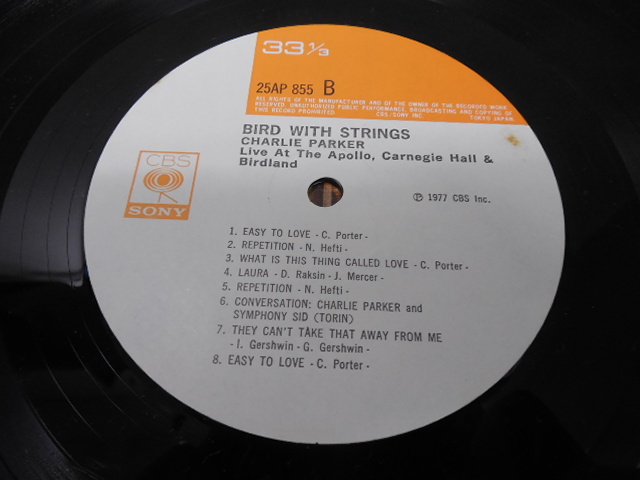 33 1/3
25AP 855 B
ALL RIGHTS OF THE MANUFACTURER AND OF THE OWNER OF THE RECORDED WORK
RESERVED. UNAUTHORIZED PUBLIC PERFORMANCE, BROADCASTING AND COPYING OF
THIS RECORD PROHIBITED. CBS/SONY INC. TOKYO JAPAN
BIRD WITH STRINGS
CHARLIE PARKER
Live At The Apollo, Carnegie Hall &
Birdland
CBS
SONY
Ⓟ 1977 CBS Inc.
1. EASY TO LOVE - C. Porter -
2. REPETITION - N. Hefti -
3. WHAT IS THIS THING CALLED LOVE - C. Porter -
4. LAURA - D. Raksin - J. Mercer -
5. REPETITION - N. Hefti -
6. CONVERSATION: CHARLIE PARKER and
SYMPHONY SID (TORIN)
7. THEY CAN'T TAKE THAT AWAY FROM ME
- I. Gershwin - G. Gershwin -
8. EASY TO LOVE - C. Porter -